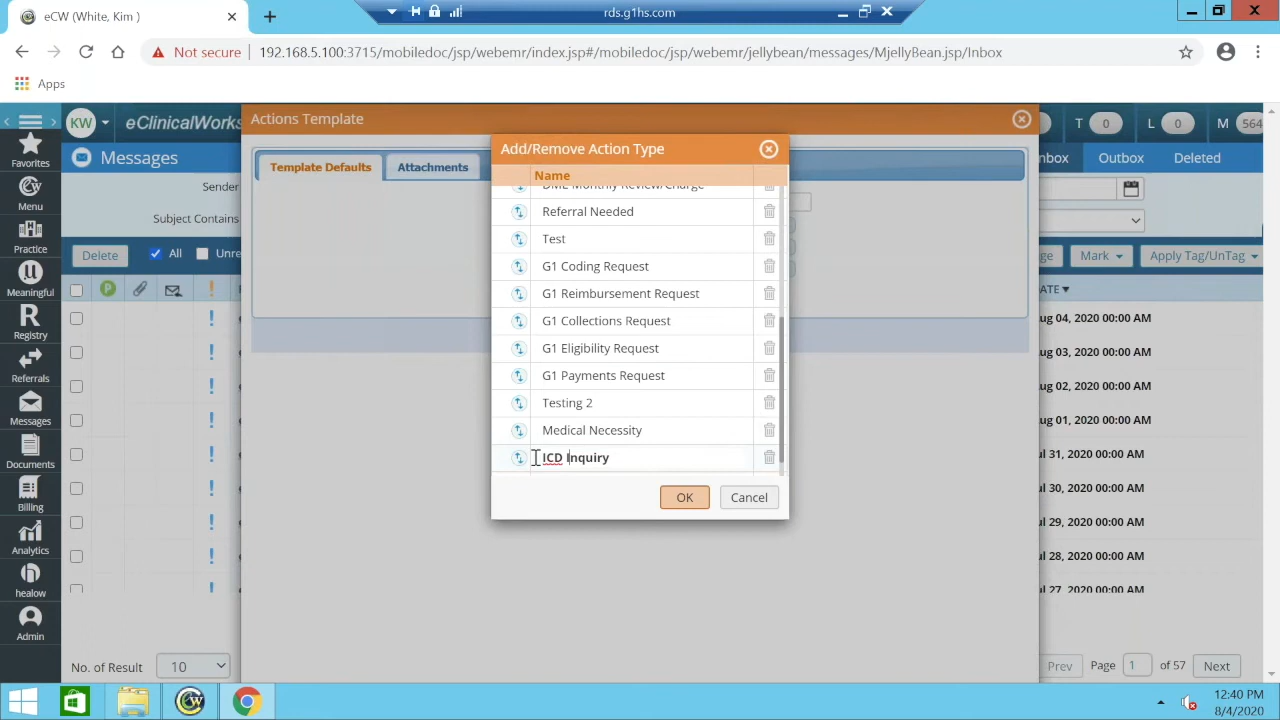 eCW (White, Kim )
rds.g1hs.com
Not secure
192.168.5.100:3715/mobiledoc/jsp/webemr/index.jsp#/mobiledoc/jsp/webemr/jellybean/messages/MjellyBean.jsp/Inbox
Apps
KW
eClinicalWorks
Actions Template
T 0
L 0
M 564
Favorites
Menu
Practice
Meaningful
Registry
Referrals
Messages
Documents
Billing
Analytics
healow
Admin
Messages
Outbox
Deleted
Template Defaults
Attachments
Sender
Subject Contains
Delete
All
Mark
Apply Tag/UnTag
Add/Remove Action Type
Name
DME Monthly Review/Charge
Referral Needed
Test
G1 Coding Request
G1 Reimbursement Request
G1 Collections Request
G1 Eligibility Request
G1 Payments Request
Testing 2
Medical Necessity
ICD Inquiry
OK
Cancel
ug 04, 2020 00:00 AM
ug 03, 2020 00:00 AM
ug 02, 2020 00:00 AM
ug 01, 2020 00:00 AM
ul 31, 2020 00:00 AM
ul 30, 2020 00:00 AM
ul 29, 2020 00:00 AM
ul 28, 2020 00:00 AM
ul 27, 2020 00:00 AM
No. of Result
10
Prev
Page
1
of 57
Next
12:40 PM
8/4/2020